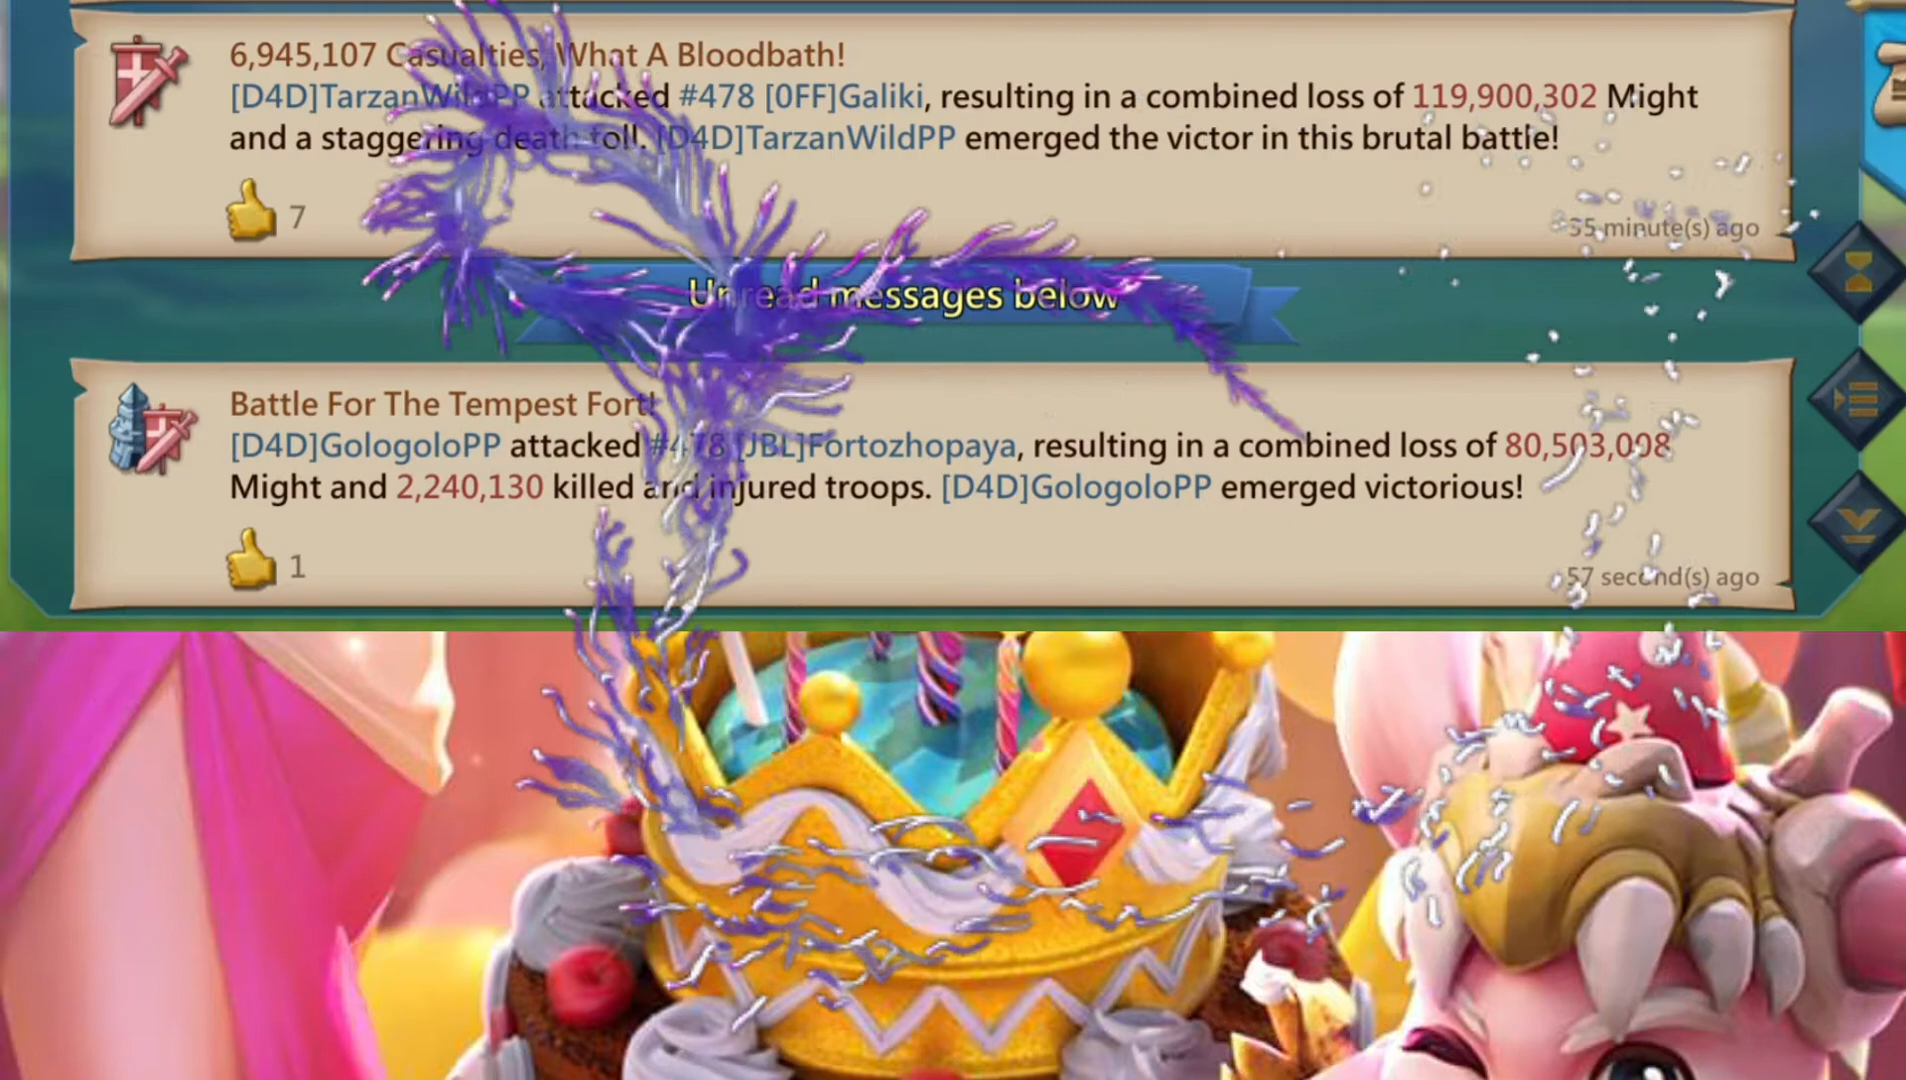 6,945,107 Casualties, What A Bloodbath!
[D4D]TarzanWildPP attacked #478 [0FF]Galiki, resulting in a combined loss of 119,900,302 Might
and a staggering death toll. [D4D]TarzanWildPP emerged the victor in this brutal battle!
7
35 minute(s) ago
Unread messages below
Battle For The Tempest Fort!
[D4D]GologoloPP attacked #478 [JBL]Fortozhopaya, resulting in a combined loss of 80,503,098
Might and 2,240,130 killed and injured troops. [D4D]GologoloPP emerged victorious!
1
57 second(s) ago